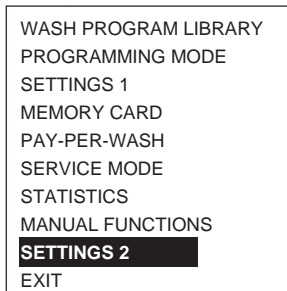 WASH PROGRAM LIBRARY
PROGRAMMING MODE
SETTINGS 1
MEMORY CARD
PAY-PER-WASH
SERVICE MODE
STATISTICS
MANUAL FUNCTIONS
SETTINGS 2
EXIT